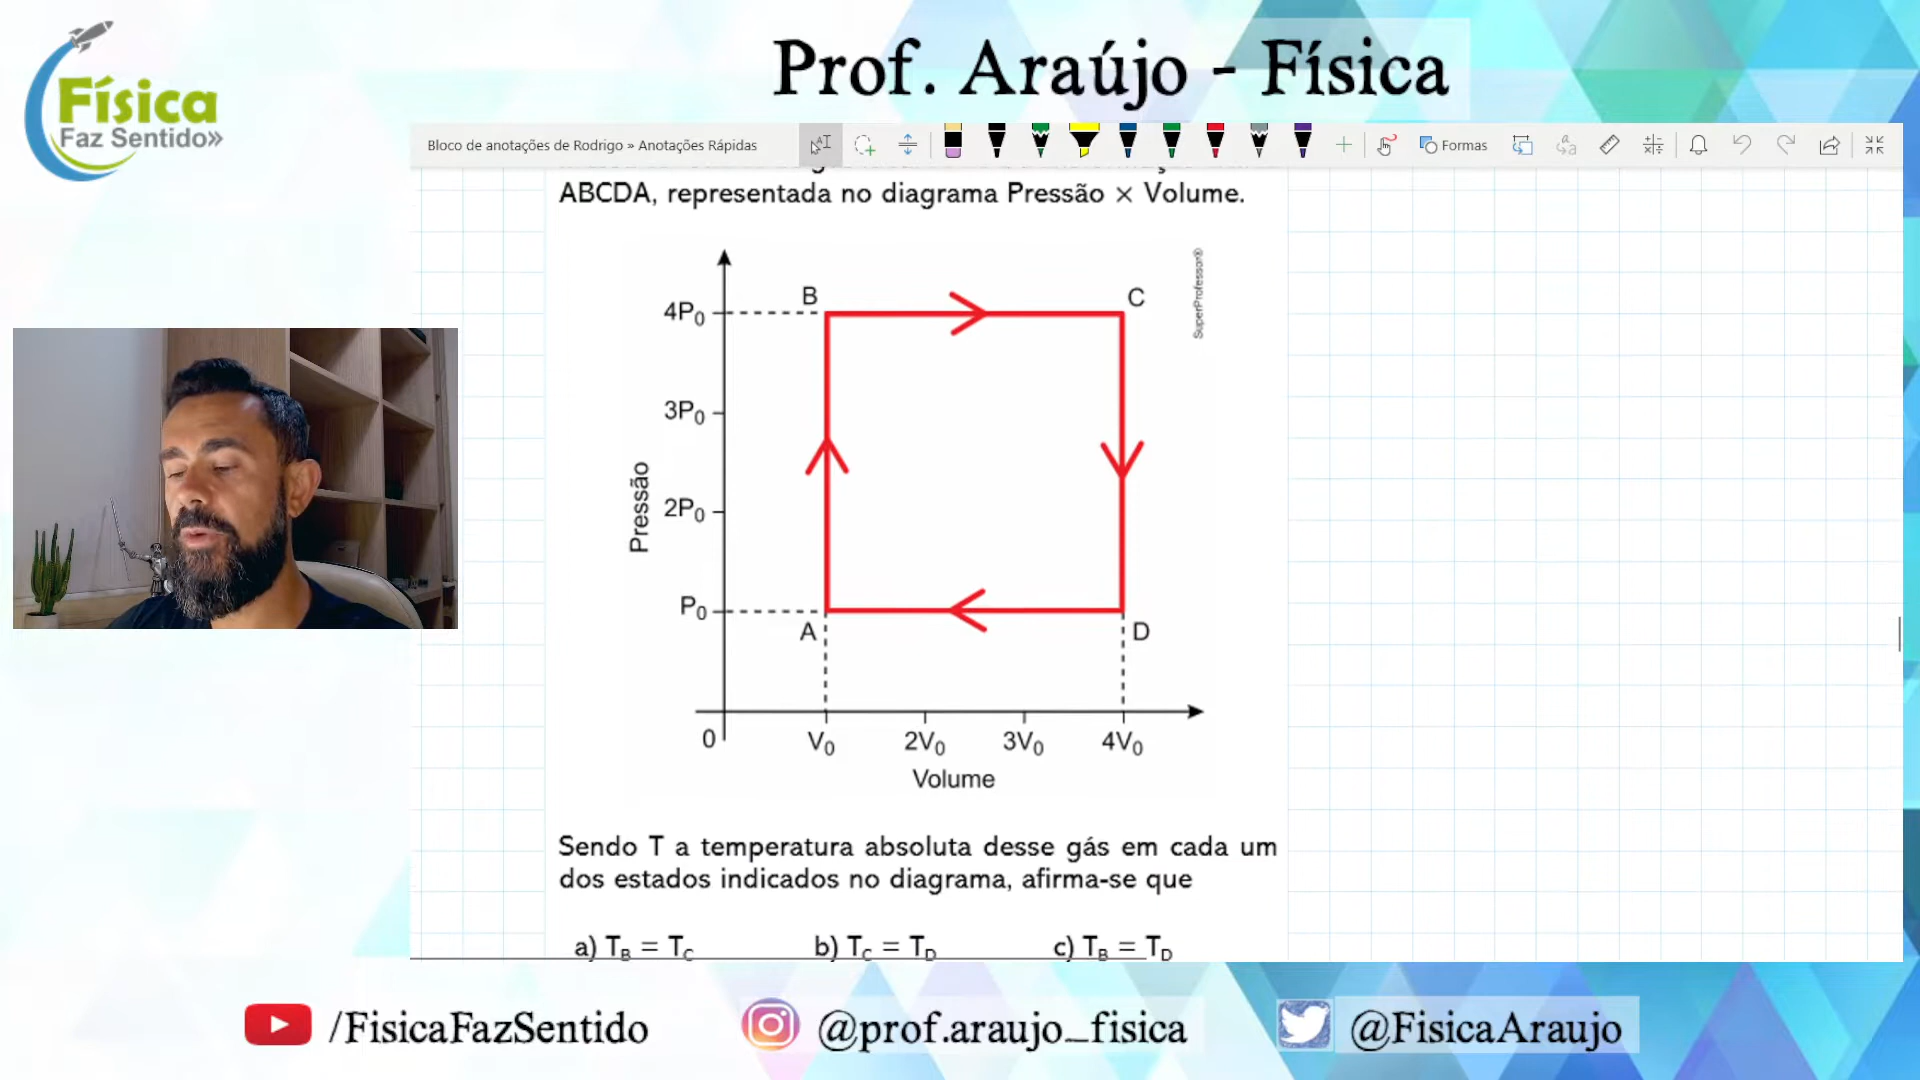 Prof. Araújo - Física
Física
Faz Sentido»
Bloco de anotações de Rodrigo » Anotações Rápidas
Formas
ABCDA, representada no diagrama Pressão × Volume.
SuperProfessor®
B
C
4P0
3P0
2P0
P0
Pressão
A
D
0
V0
2V0
3V0
4V0
Volume
Sendo T a temperatura absoluta desse gás em cada um
dos estados indicados no diagrama, afirma-se que
a) TB = TC
b) TC = TD
c) TB = TD
/FisicaFazSentido
@prof.araujo_fisica
@FisicaAraujo